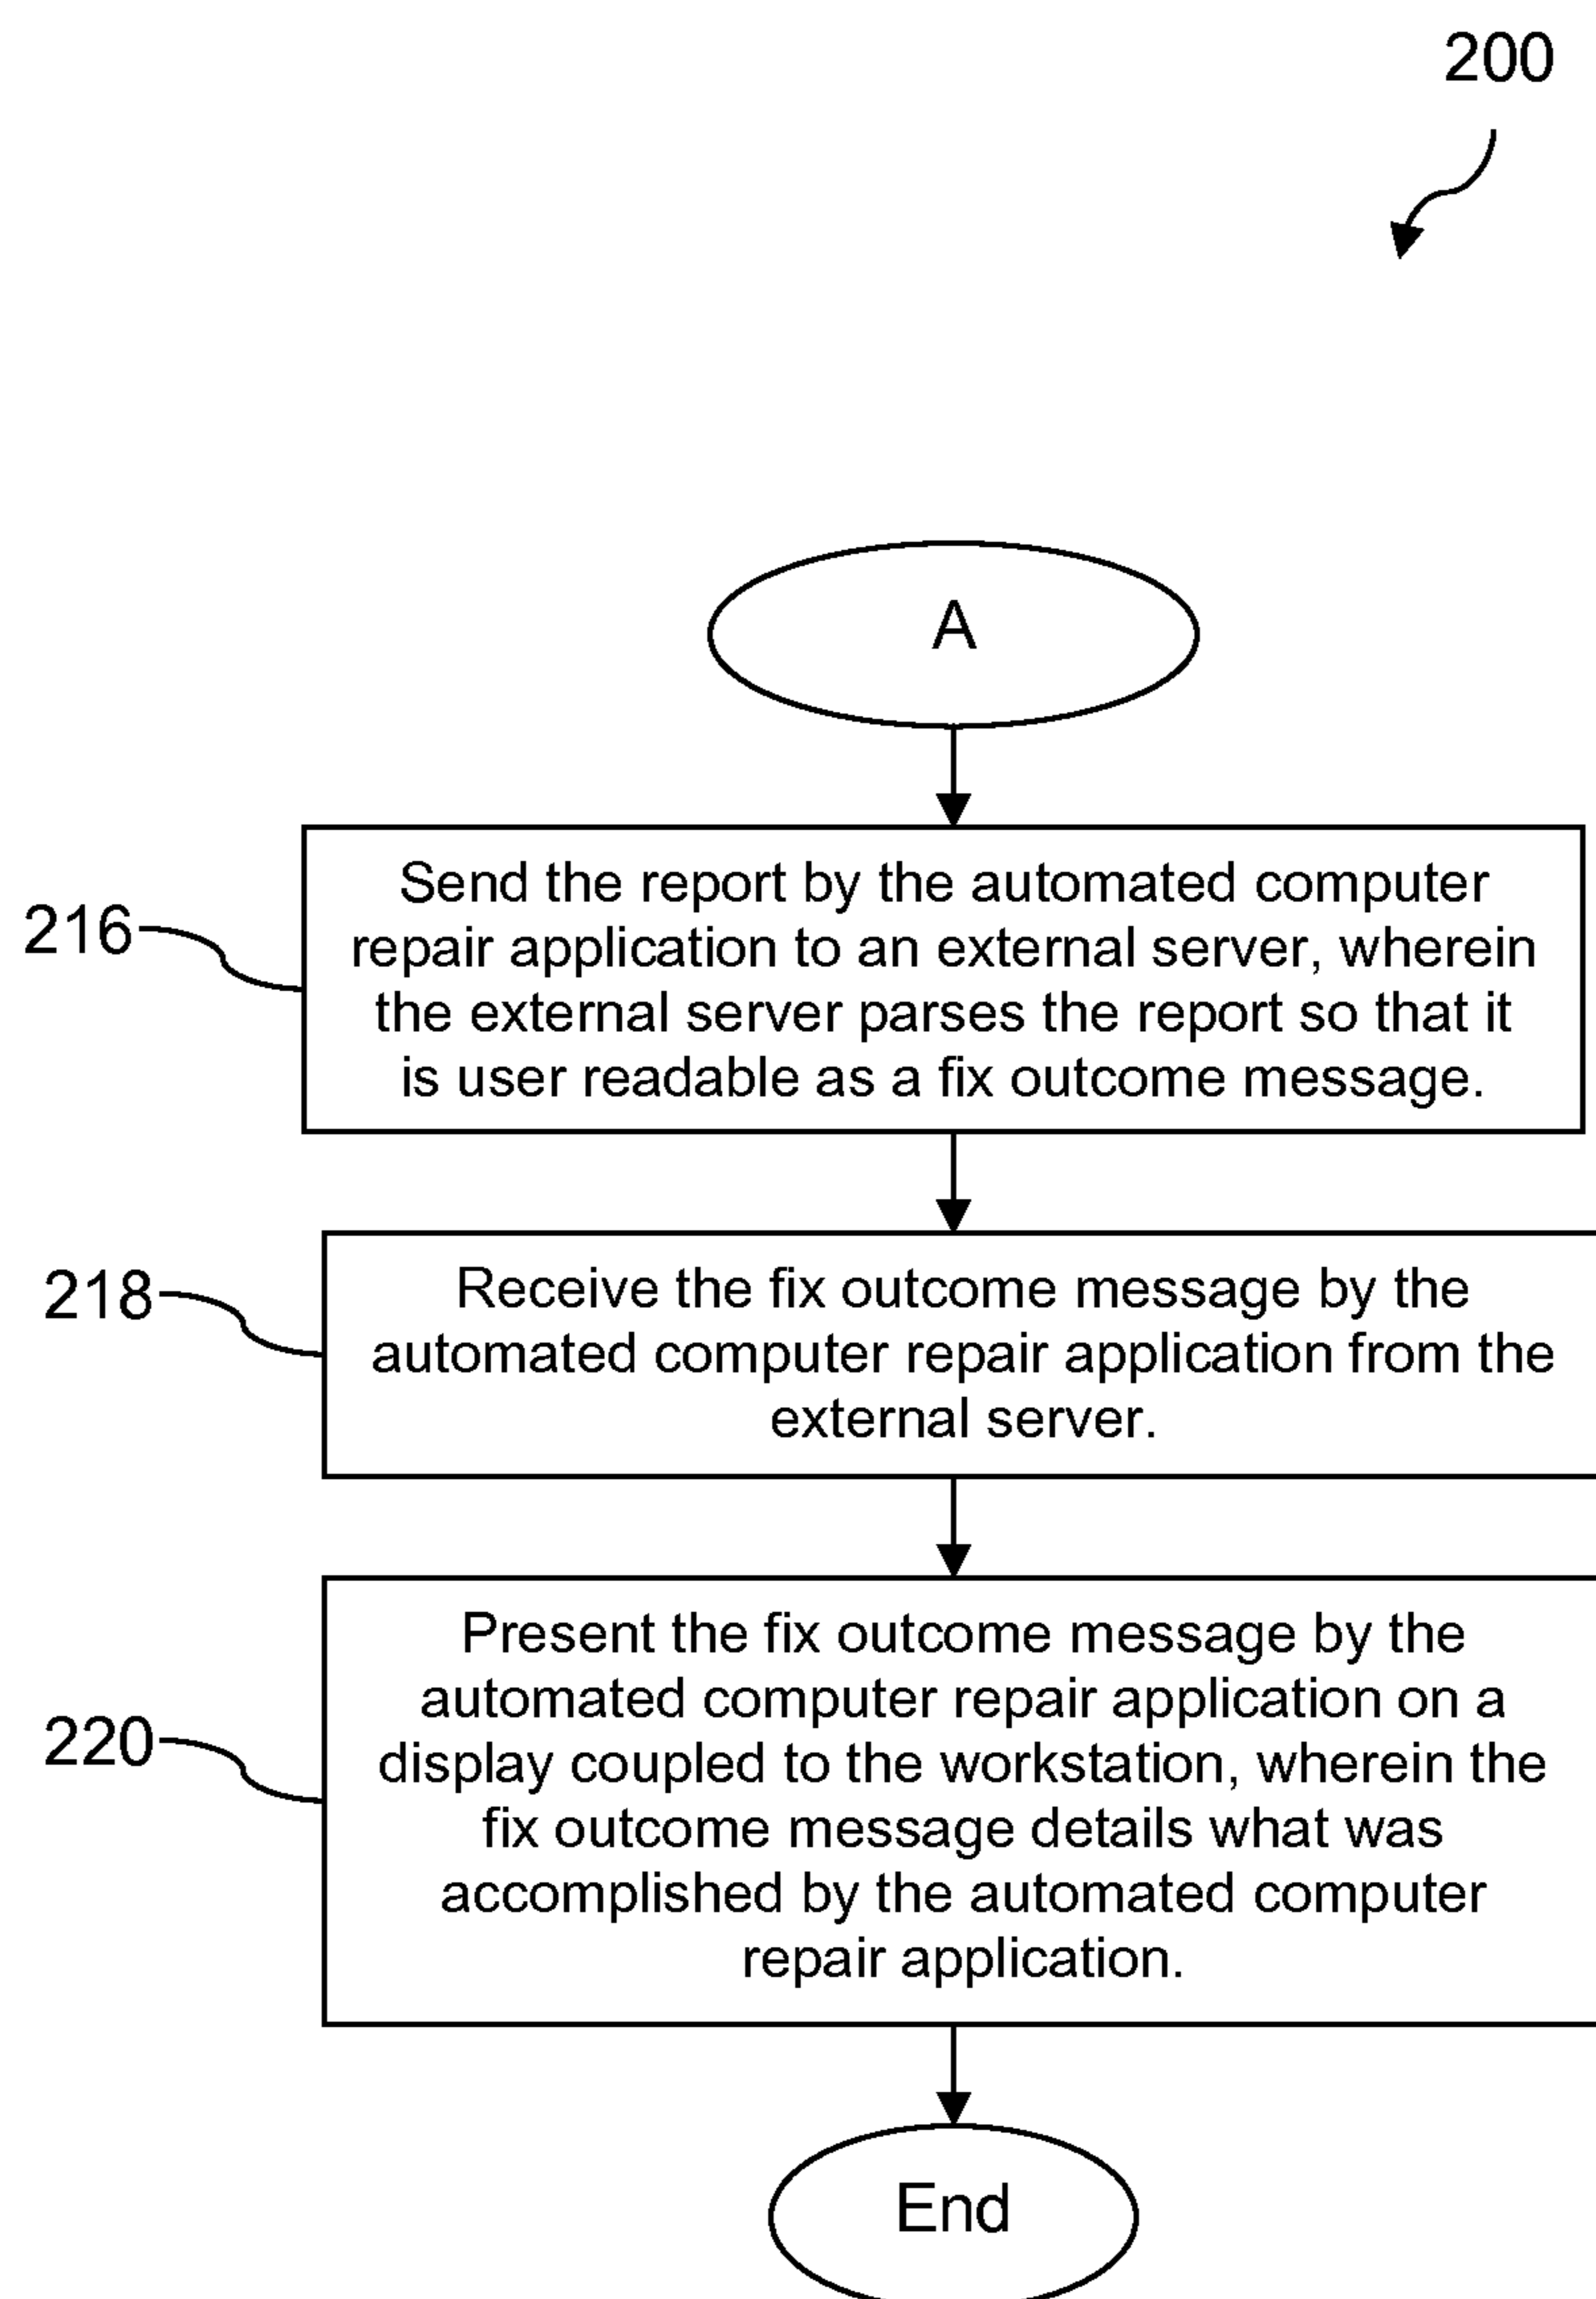 200
A
216
Send the report by the automated computer
repair application to an external server, wherein
the external server parses the report so that it
is user readable as a fix outcome message.
218
Receive the fix outcome message by the
automated computer repair application from the
external server.
220
Present the fix outcome message by the
automated computer repair application on a
display coupled to the workstation, wherein the
fix outcome message details what was
accomplished by the automated computer
repair application.
End